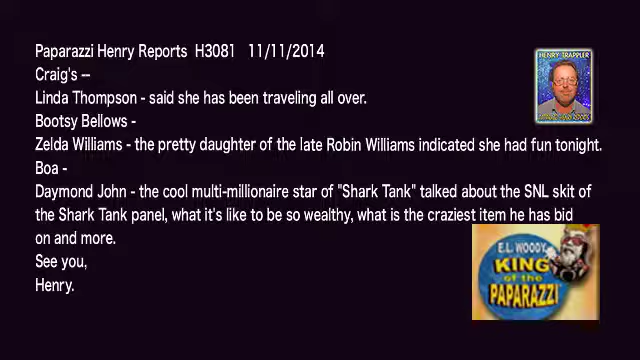 Paparazzi Henry Reports  H3081   11/11/2014
Craig's --
Linda Thompson - said she has been traveling all over.
Bootsy Bellows -
Zelda Williams - the pretty daughter of the late Robin Williams indicated she had fun tonight.
Boa -
Daymond John - the cool multi-millionaire star of "Shark Tank" talked about the SNL skit of
the Shark Tank panel, what it's like to be so wealthy, what is the craziest item he has bid
on and more.
See you,
Henry.
HENRY TRAPPLER
E.L. WOODY
KING
of the
PAPARAZZI